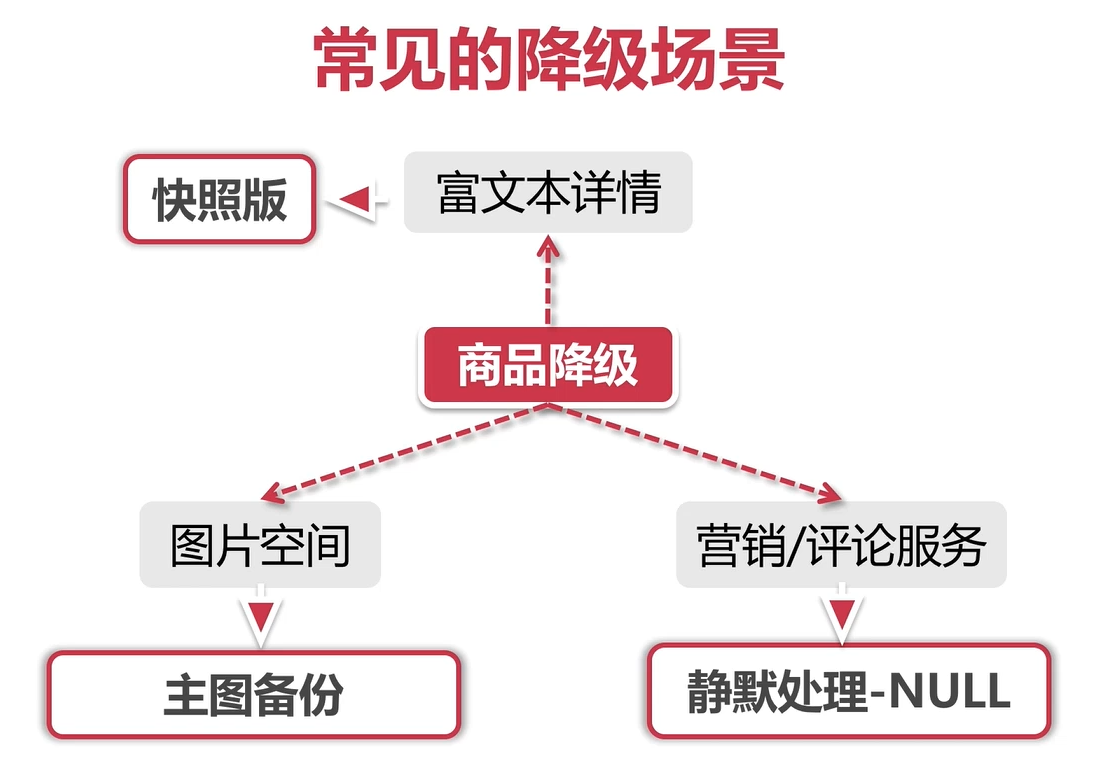 常见的降级场景
快照版
富文本详情
商品降级
图片空间
营销/评论服务
主图备份
静默处理-NULL